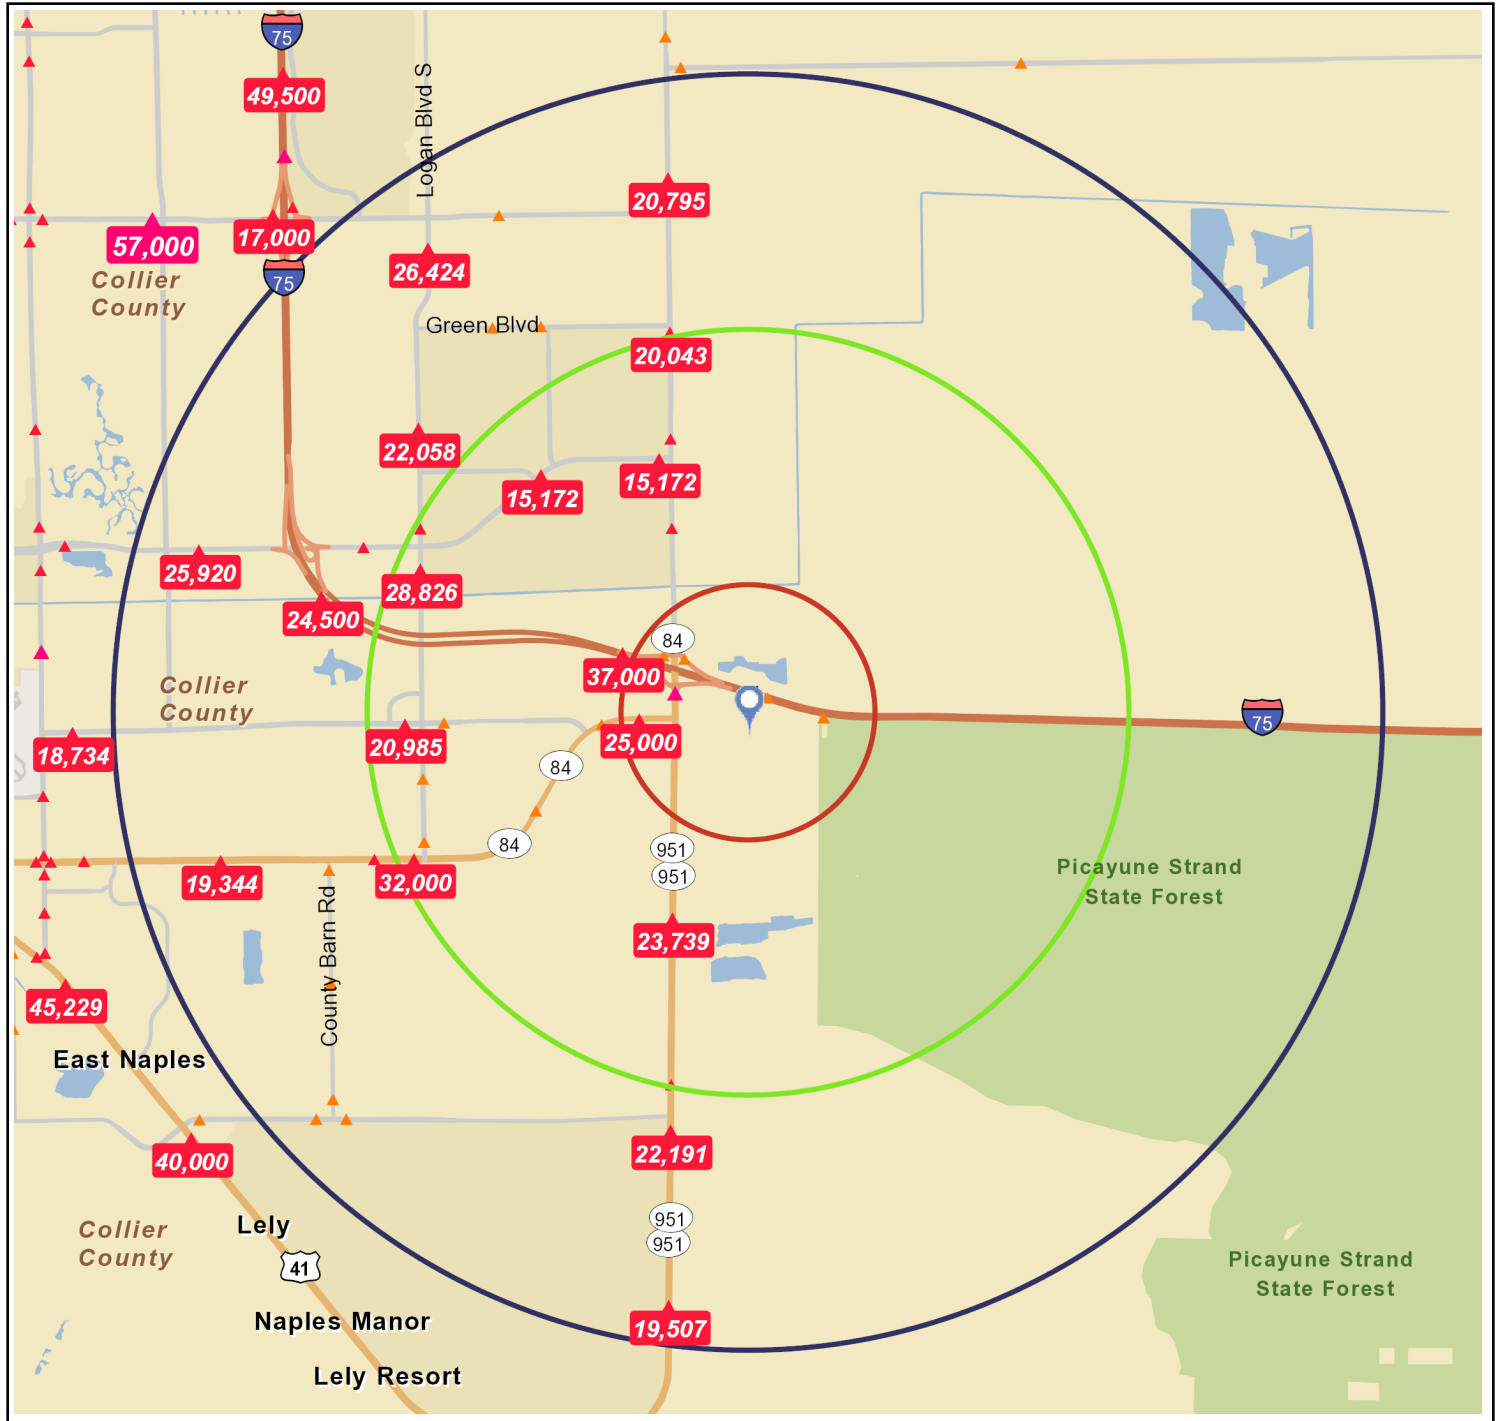 75
49,500
Logan Blvd S
20,795
57,000
17,000
26,424
75
Collier
County
Green Blvd
20,043
22,058
15,172
15,172
25,920
28,826
24,500
84
37,000
Collier
County
75
18,734
20,985
25,000
84
84
951
951
19,344
32,000
Picayune Strand
State Forest
County Barn Rd
23,739
45,229
East Naples
22,191
40,000
951
951
Collier
County
Lely
41
Picayune Strand
State Forest
Naples Manor
19,507
Lely Resort